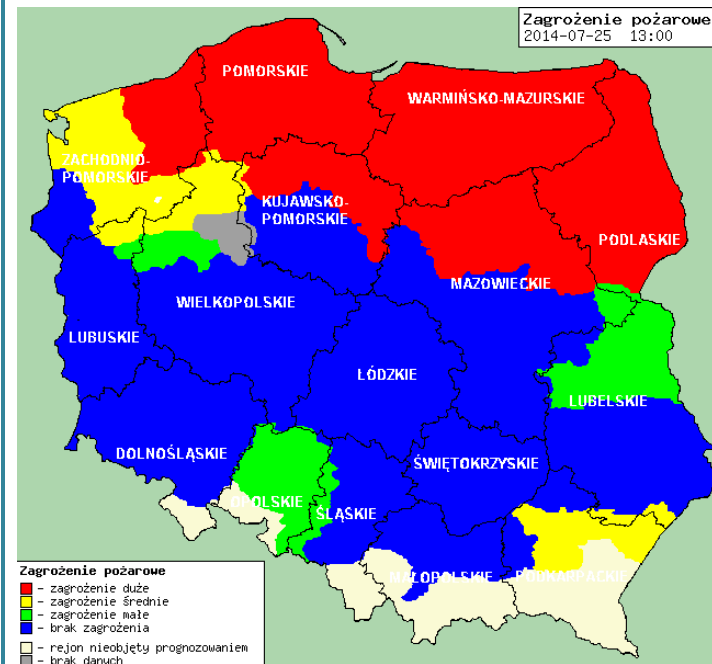 Zagrożenie pożarowe
2014-07-25 13:00
POMORSKIE
WARMIŃSKO-MAZURSKIE
ZACHODNIO-
POMORSKIE
KUJAWSKO-
POMORSKIE
PODLASKIE
MAZOWIECKIE
WIELKOPOLSKIE
LUBUSKIE
ŁÓDZKIE
LUBELSKIE
DOLNOŚLĄSKIE
ŚWIĘTOKRZYSKIE
OPOLSKIE
ŚLĄSKIE
MAŁOPOLSKIE
PODKARPACKIE
Zagrożenie pożarowe
- zagrożenie duże
- zagrożenie średnie
- zagrożenie małe
- brak zagrożenia
- rejon nieobjęty prognozowaniem
- brak danych